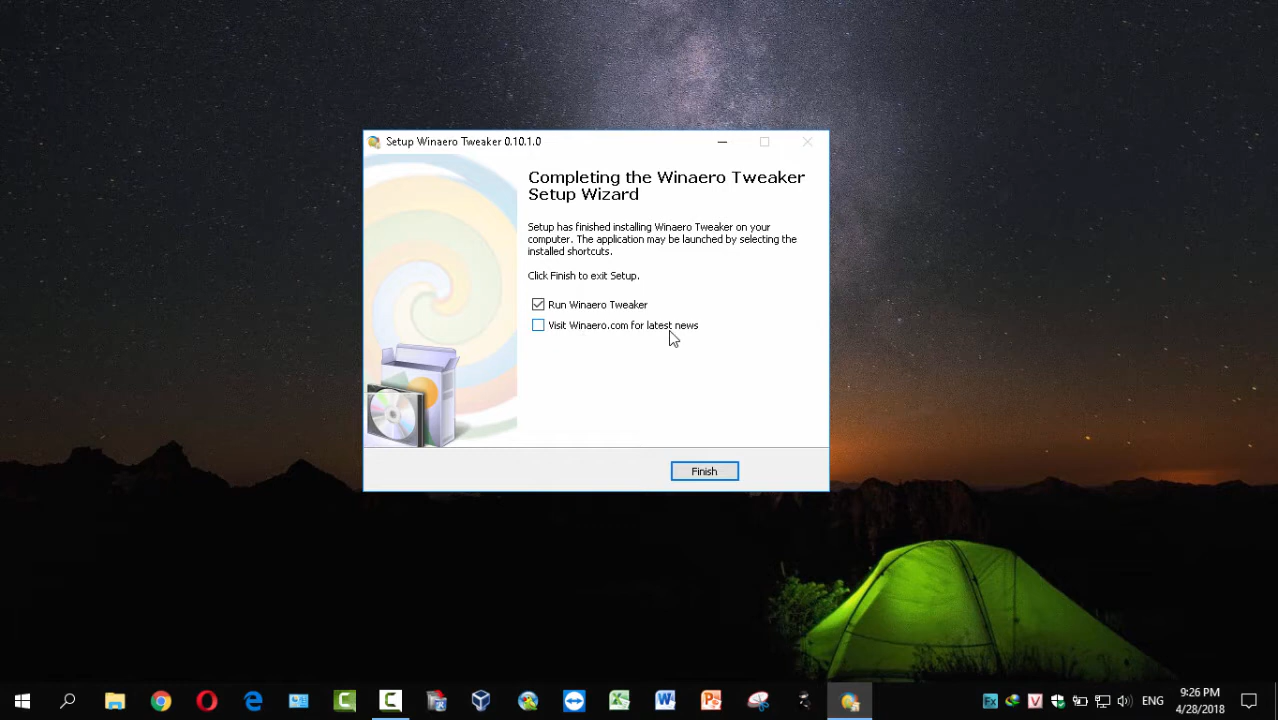 Setup Winaero Tweaker 0.10.1.0
Completing the Winaero Tweaker
Setup Wizard
Setup has finished installing Winaero Tweaker on your
computer. The application may be launched by selecting the
installed shortcuts.
Click Finish to exit Setup.
Run Winaero Tweaker
Visit Winaero.com for latest news
Finish
ENG
9:26 PM
4/28/2018